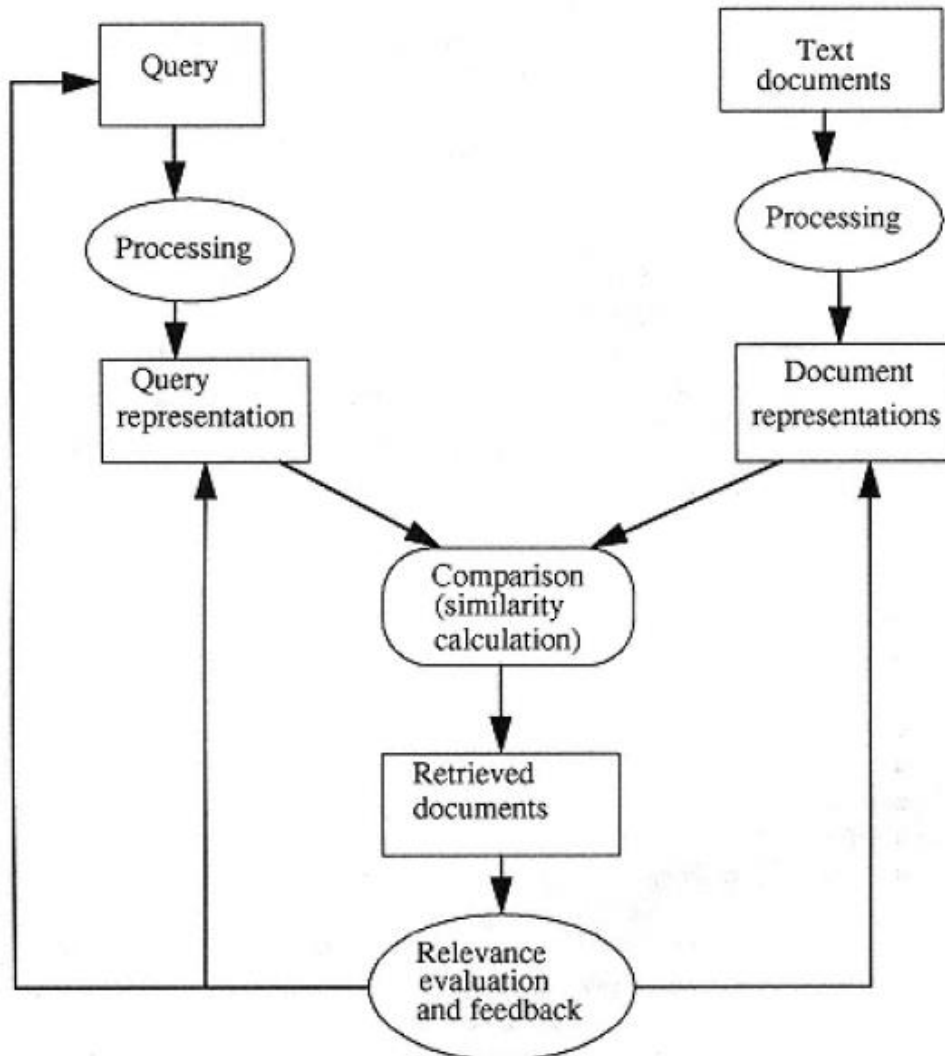 Query
Text
documents
Processing
Processing
Query
representation
Document
representations
Comparison
(similarity
calculation)
Retrieved
documents
Relevance
evaluation
and feedback